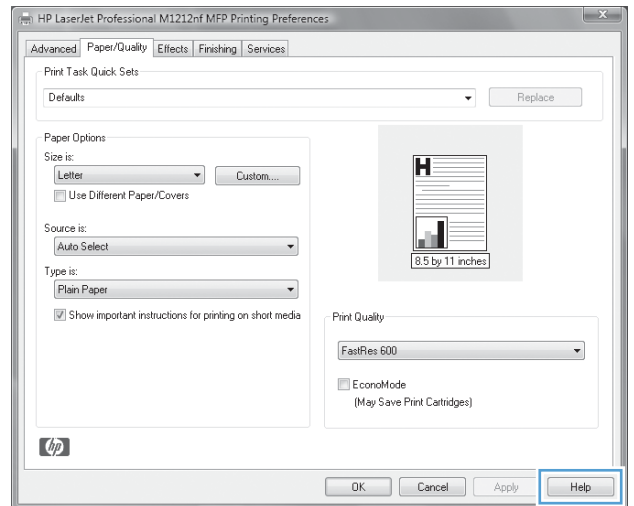 HP LaserJet Professional M1212nf MFP Printing Preferences
Advanced Paper/Quality Effects Finishing Services
Print Task Quick Sets
Defaults Replace
Paper Options
Size is:
Letter Custom....
Use Different Paper/Covers
Source is:
Auto Select
Type is:
Plain Paper
Show important instructions for printing on short media
H
8.5 by 11 inches
Print Quality
FastRes 600
EconoMode
(May Save Print Cartridges)
hp
OK Cancel Apply Help